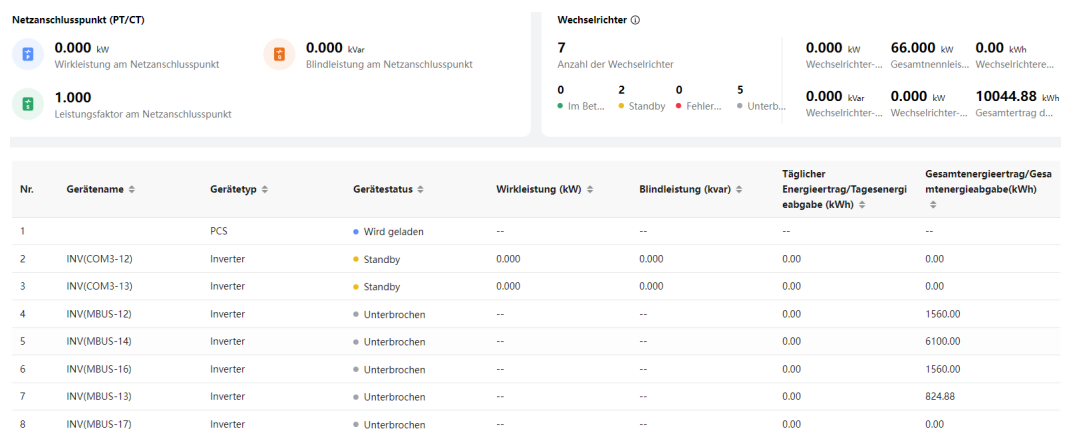 Netzanschlusspunkt (PT/CT)
0.000 kW
Wirkleistung am Netzanschlusspunkt
0.000 kVar
Blindleistung am Netzanschlusspunkt
1.000
Leistungsfaktor am Netzanschlusspunkt
Wechselrichter
7
Anzahl der Wechselrichter
0 2 0 5
Im Bet... Standby Fehler... Unterb...
0.000 kW 66.000 kW 0.00 kWh
Wechselrichter-... Gesamtnennleis... Wechselrichtere...
0.000 kVar 0.000 kW 10044.88 kWh
Wechselrichter-... Wechselrichter-... Gesamtertrag d...
Nr. Gerätename Gerätetyp Gerätestatus Wirkleistung (kW) Blindleistung (kvar)
Täglicher
Energieertrag/Tagesenergi
eabgabe (kWh)
Gesamtenergieertrag/Gesa
mtenergieabgabe(kWh)
1 PCS Wird geladen -- -- -- --
2 INV(COM3-12) Inverter Standby 0.000 0.000 0.00 0.00
3 INV(COM3-13) Inverter Standby 0.000 0.000 0.00 0.00
4 INV(MBUS-12) Inverter Unterbrochen -- -- 0.00 1560.00
5 INV(MBUS-14) Inverter Unterbrochen -- -- 0.00 6100.00
6 INV(MBUS-16) Inverter Unterbrochen -- -- 0.00 1560.00
7 INV(MBUS-13) Inverter Unterbrochen -- -- 0.00 824.88
8 INV(MBUS-17) Inverter Unterbrochen -- -- 0.00 0.00